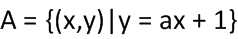 A = {(x,y)|y = ax + 1}